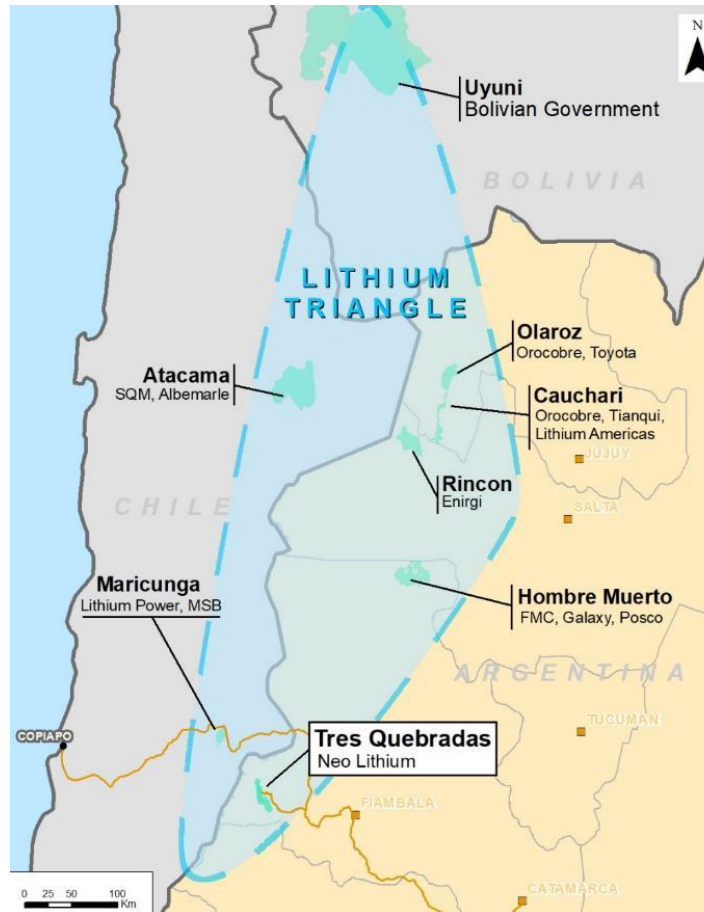 N
Uyuni
Bolivian Government
BOLIVIA
LITHIUM
TRIANGLE
Olaroz
Orocobre, Toyota
Atacama
SQM, Albemarle
Cauchari
Orocobre, Tianqui,
Lithium Americas
JUJUY
Rincon
Enirgi
CHILE
SALTA
Maricunga
Lithium Power, MSB
Hombre Muerto
FMC, Galaxy, Posco
ARGENTINA
TUCUMAN
COPIAPO
Tres Quebradas
Neo Lithium
FIAMBALA
CATAMARCA
0 25 50 100
Km